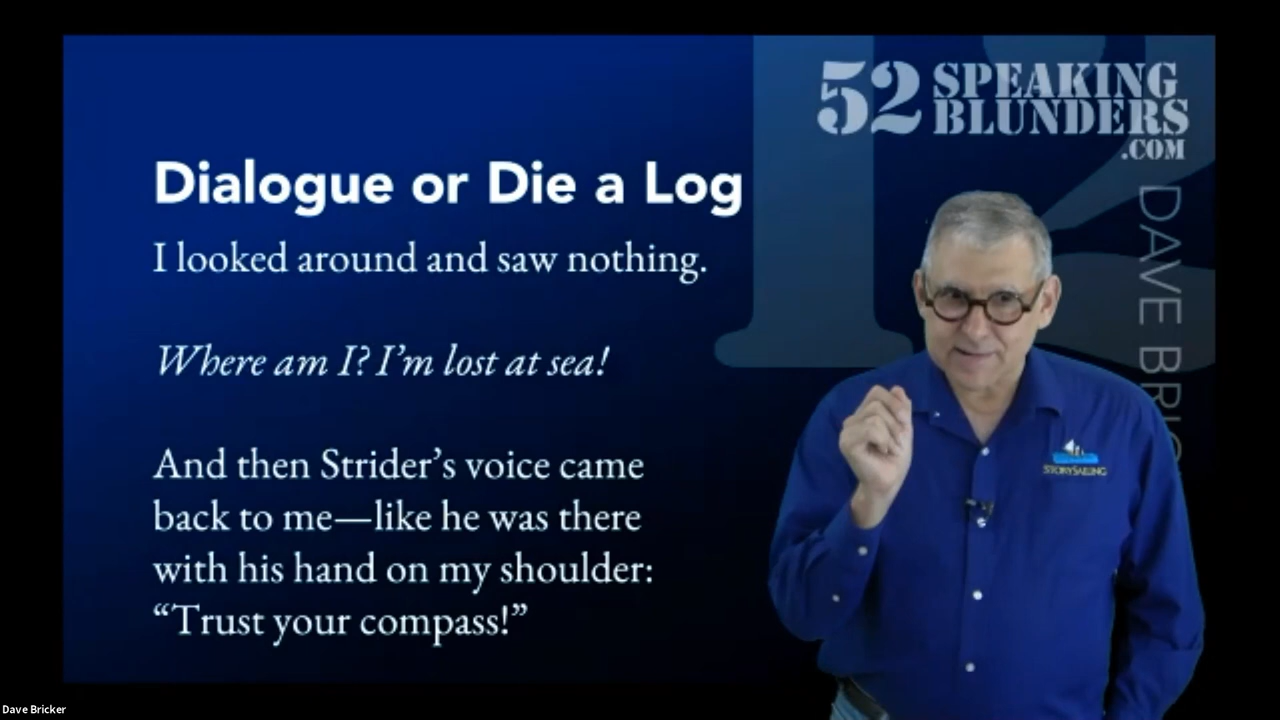 52 SPEAKING
BLUNDERS
.COM
Dialogue or Die a Log
I looked around and saw nothing.
Where am I? I’m lost at sea!
And then Strider’s voice came
back to me—like he was there
with his hand on my shoulder:
“Trust your compass!”
DAVE BRIC
STORYSAILING
Dave Bricker